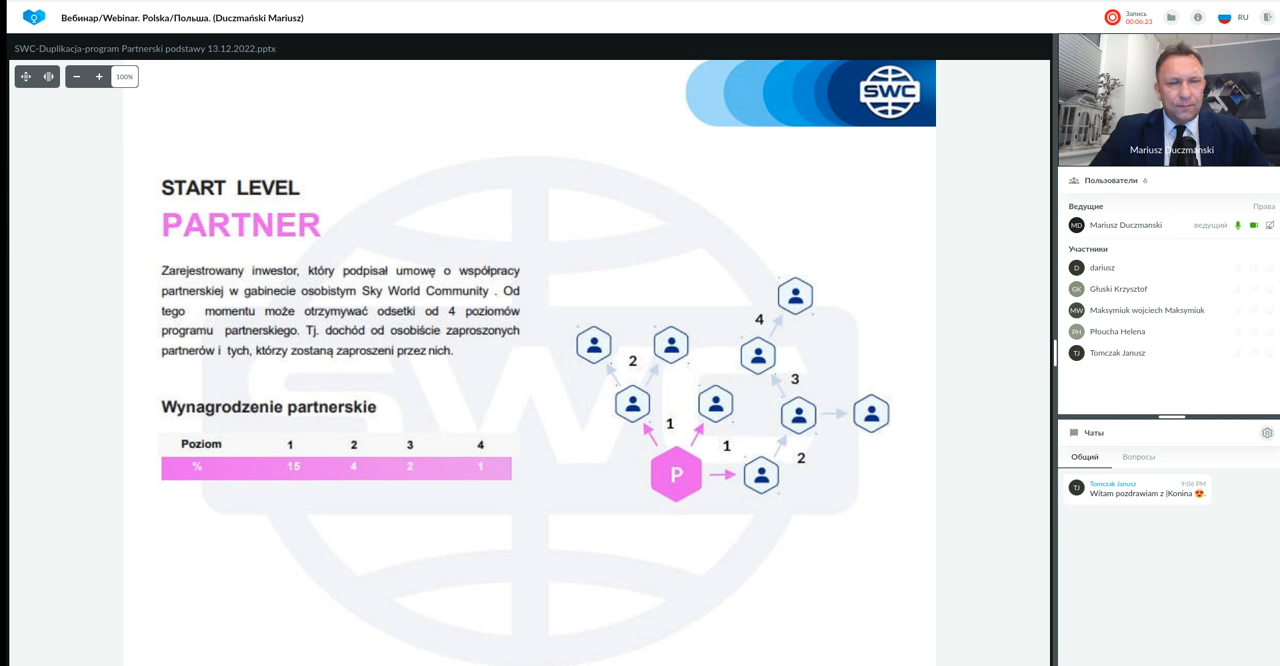 Вебинар/Webinar. Polska/Польша. (Duczmański Mariusz)
Запись
00:06:23
RU
SWC-Duplikacja-program Partnerski podstawy 13.12.2022.pptx
100%
SWC
START LEVEL
PARTNER
Zarejestrowany inwestor, który podpisał umowę o współpracy
partnerskiej w gabinecie osobistym Sky World Community . Od
tego momentu może otrzymywać odsetki od 4 poziomów
programu partnerskiego. Tj. dochód od osobiście zaproszonych
partnerów i tych, którzy zostaną zaproszeni przez nich.
Wynagrodzenie partnerskie
Poziom 1 2 3 4
% 15 4 2 1
4
2
3
1
1
2
P
SWC
Mariusz Duczmanski
Пользователи 6
Ведущие Права
MD Mariusz Duczmanski ведущий
Участники
D dariusz
GK Głuski Krzysztof
MW Maksymiuk wojciech Maksymiuk
PH Płoucha Helena
TJ Tomczak Janusz
Чаты
Общий Вопросы
TJ Tomczak Janusz 9:06 PM
Witam pozdrawiam z |Konina 😍.